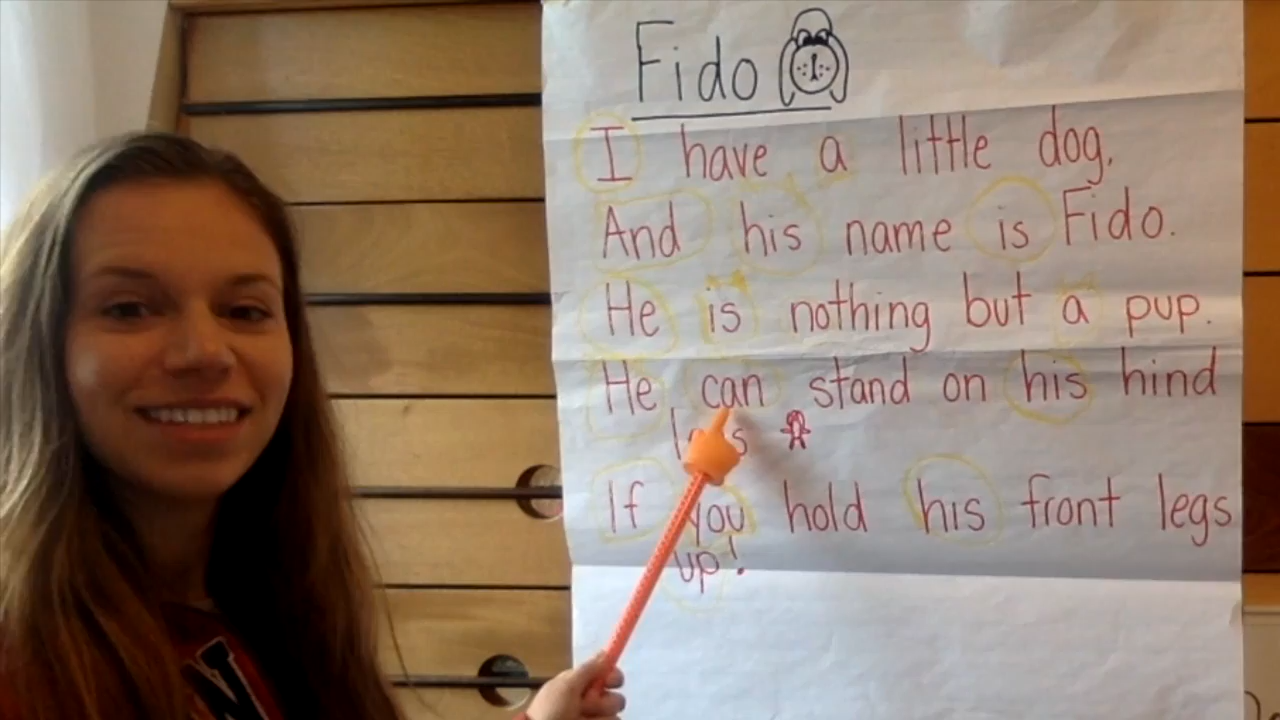 Fido
I have a little dog.
And his name is Fido.
He is nothing but a pup.
He can stand on his hind
If you hold his front legs
up!